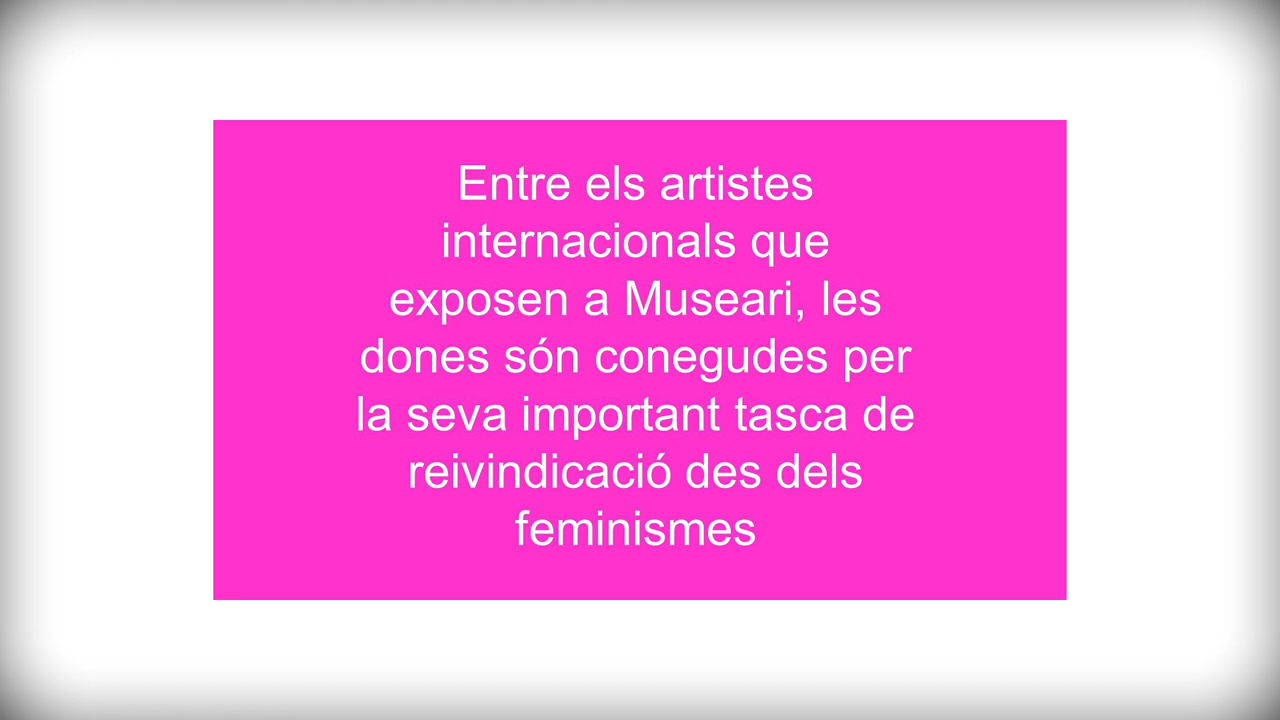 Entre els artistes
internacionals que
exposen a Museari, les
dones són conegudes per
la seva important tasca de
reivindicació des dels
feminismes